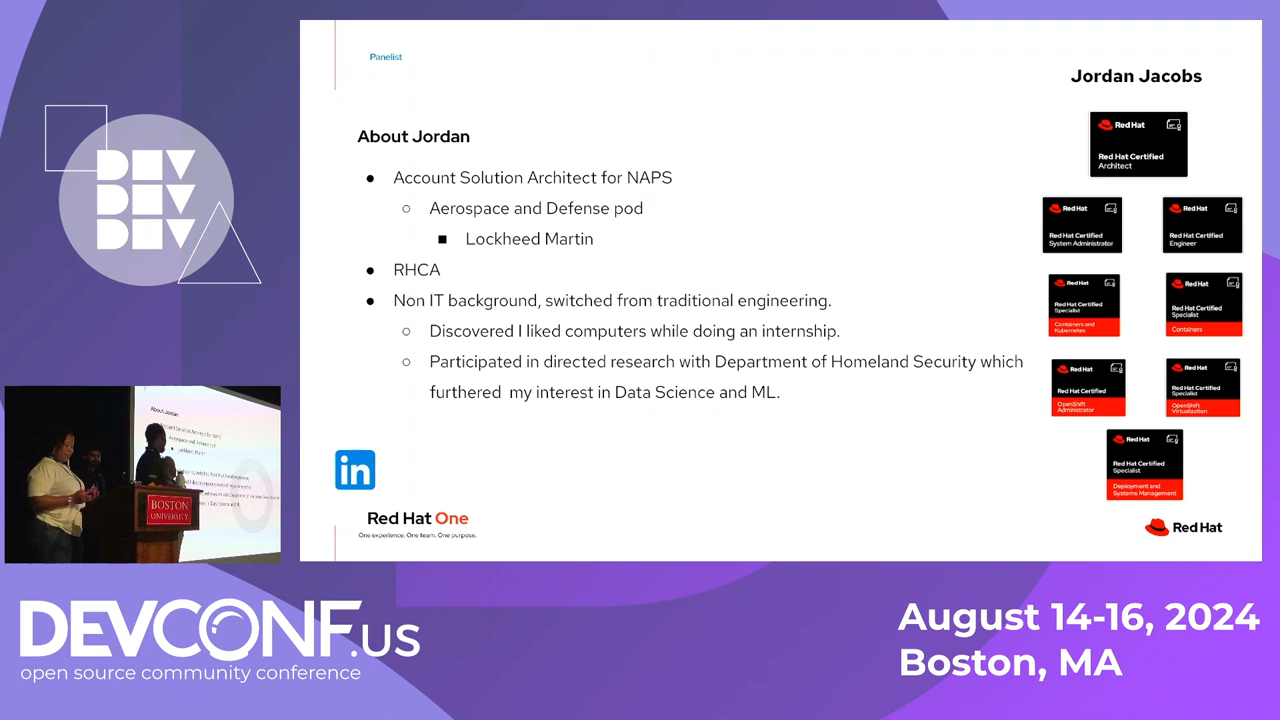 Panelist
Jordan Jacobs
About Jordan
● Account Solution Architect for NAPS
○ Aerospace and Defense pod
■ Lockheed Martin
● RHCA
● Non IT background, switched from traditional engineering.
○ Discovered I liked computers while doing an internship.
○ Participated in directed research with Department of Homeland Security which
furthered my interest in Data Science and ML.
Red Hat
Red Hat Certified
Architect
Red Hat
Red Hat Certified
System Administrator
Red Hat
Red Hat Certified
Engineer
Red Hat
Red Hat Certified
Specialist
Containers and
Kubernetes
Red Hat
Red Hat Certified
Specialist
Containers
Red Hat
Red Hat Certified
OpenShift
Administrator
Red Hat
Red Hat Certified
Specialist
OpenShift
Virtualization
Red Hat
Red Hat Certified
Specialist
Deployment and
Systems Management
in
Red Hat One
One experience. One team. One purpose.
Red Hat
DEV
DEV
DEV
About Jordan
Lockheed Martin
BOSTON
UNIVERSITY
DEVCONF.us
open source community conference
August 14-16, 2024
Boston, MA